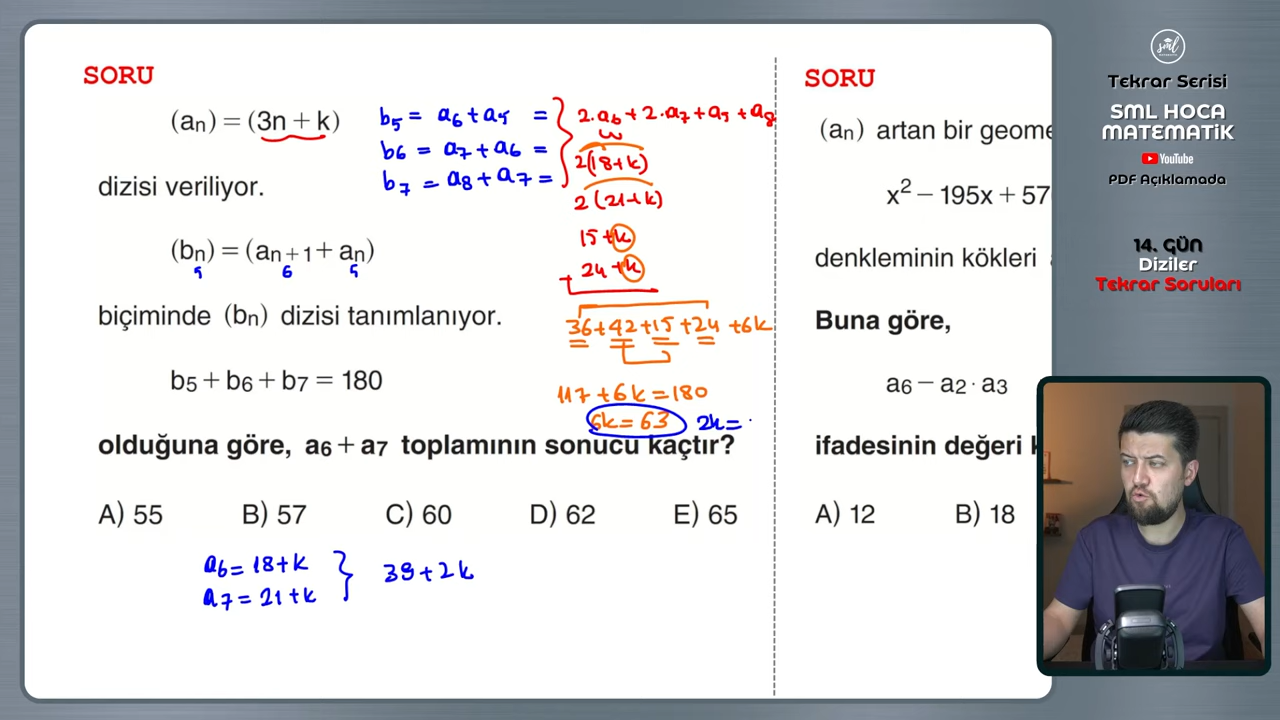 SORU
(an) = (3n + k)
dizisi veriliyor.
(bn) = (an + 1 + an)
5 6 5
biçiminde (bn) dizisi tanımlanıyor.
b5 + b6 + b7 = 180
olduğuna göre, a6 + a7 toplamının sonucu kaçtır?
A) 55 B) 57 C) 60 D) 62 E) 65
a6 = 18+k
a7 = 21+k
39+2k
b5 = a6 + a5 =
b6 = a7 + a6 =
b7 = a8 + a7 =
2.a6 + 2.a7 + a5 + a8
2(18+k)
2(21+k)
15+k
24+k
+
36+42+15+24 +6k
117+6k=180
6k=63 2k=
SORU
(an) artan bir geome
x2 – 195x + 57
denkleminin kökleri
Buna göre,
a6 – a2 · a3
ifadesinin değeri k
A) 12 B) 18
sml
Tekrar Serisi
SML HOCA
MATEMATİK
YouTube
PDF Açıklamada
14. GÜN
Diziler
Tekrar Soruları